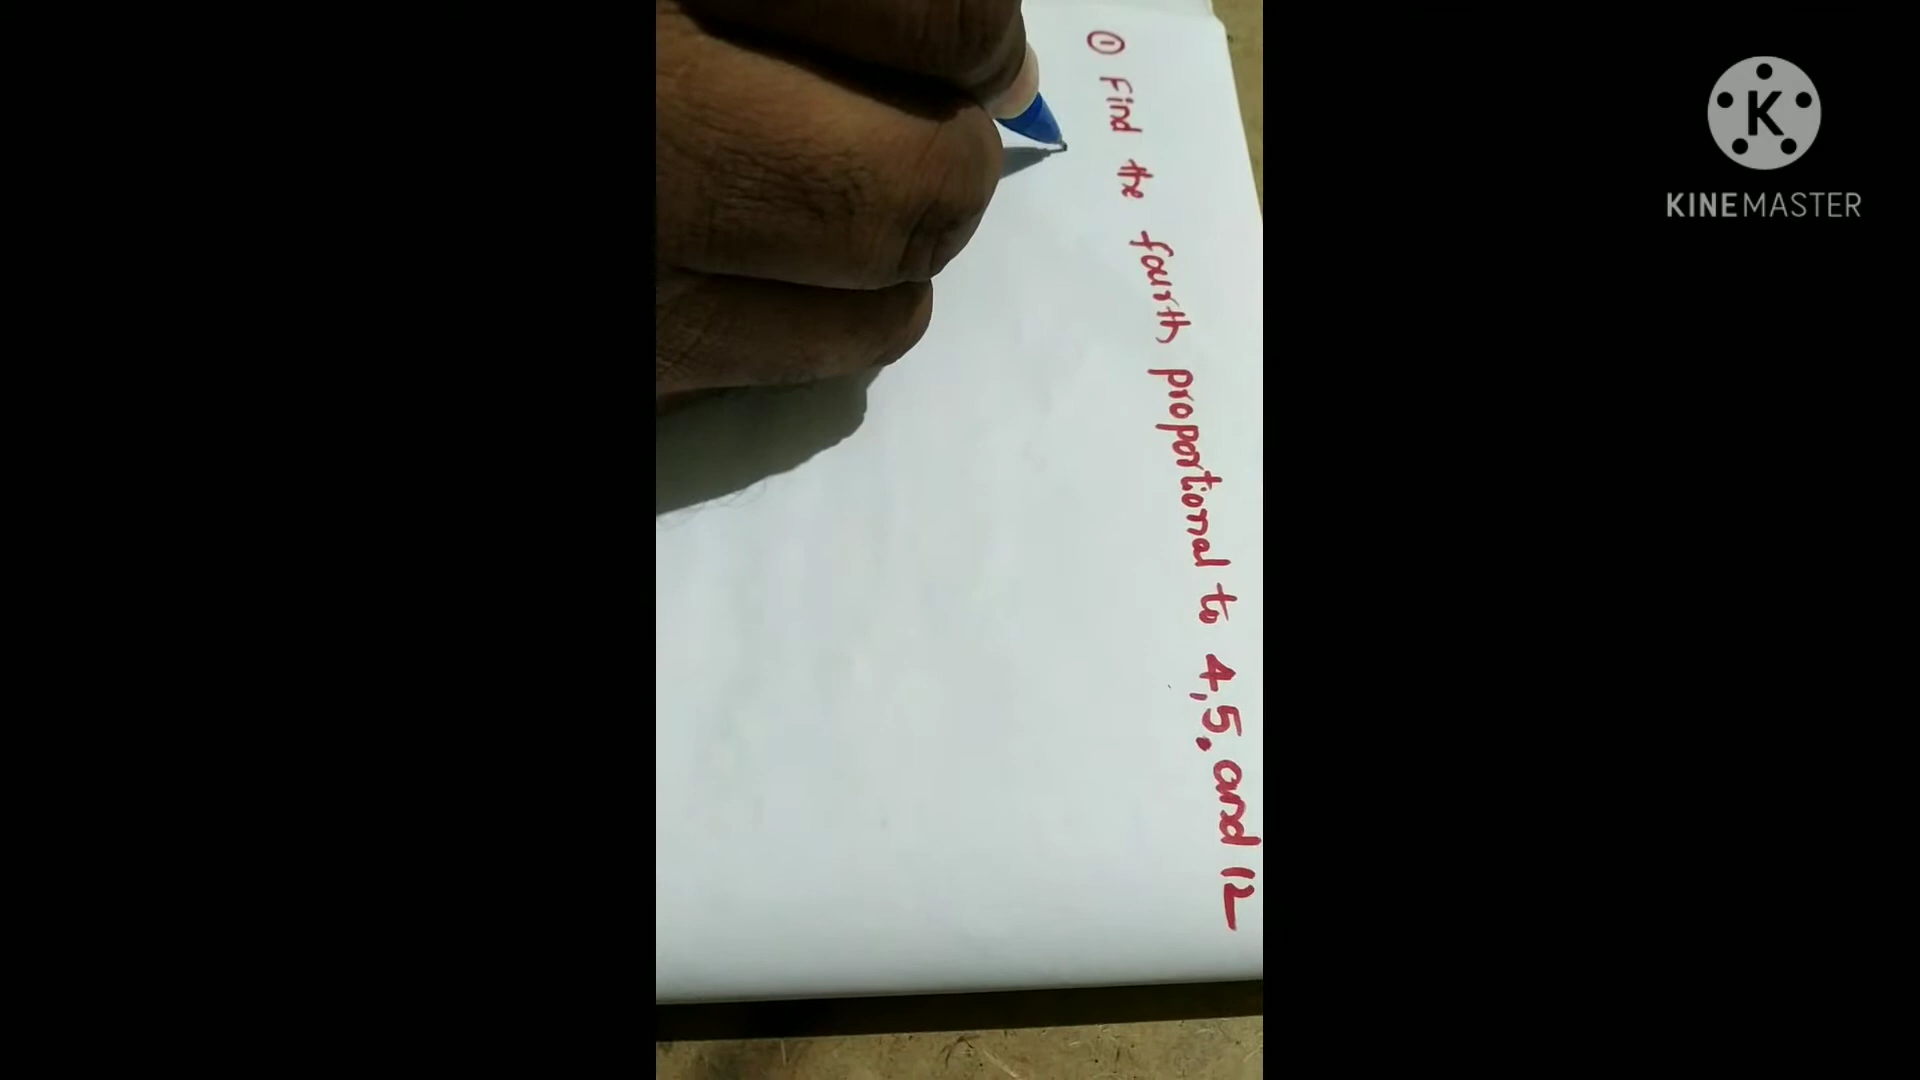 ① Find the fourth proportional to 4, 5. and 12
K
KINEMASTER